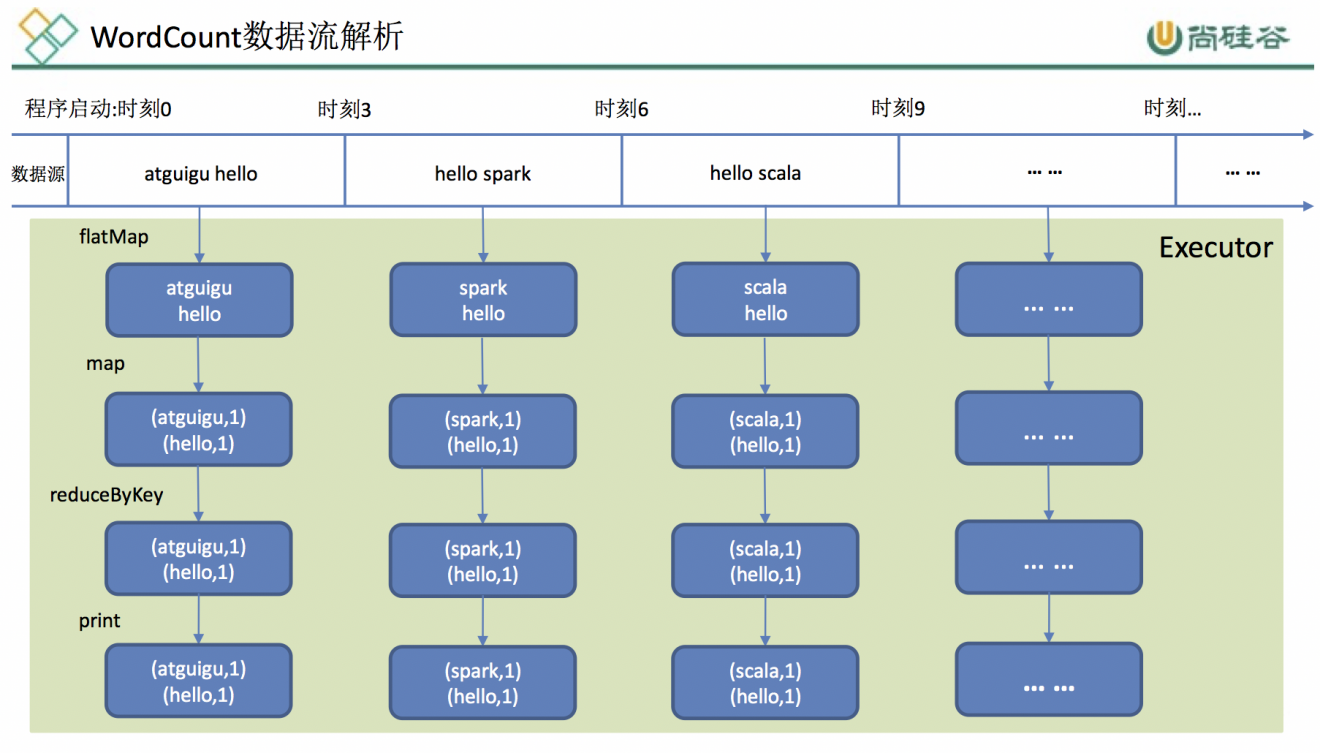 WordCount数据流解析
尚硅谷
程序启动:时刻0 时刻3 时刻6 时刻9 时刻...
数据源 atguigu hello hello spark hello scala ... ... ... ...
Executor
flatMap
atguigu spark scala ... ...
hello hello hello
map
(atguigu,1) (spark,1) (scala,1) ... ...
(hello,1) (hello,1) (hello,1)
reduceByKey
(atguigu,1) (spark,1) (scala,1) ... ...
(hello,1) (hello,1) (hello,1)
print
(atguigu,1) (spark,1) (scala,1) ... ...
(hello,1) (hello,1) (hello,1)